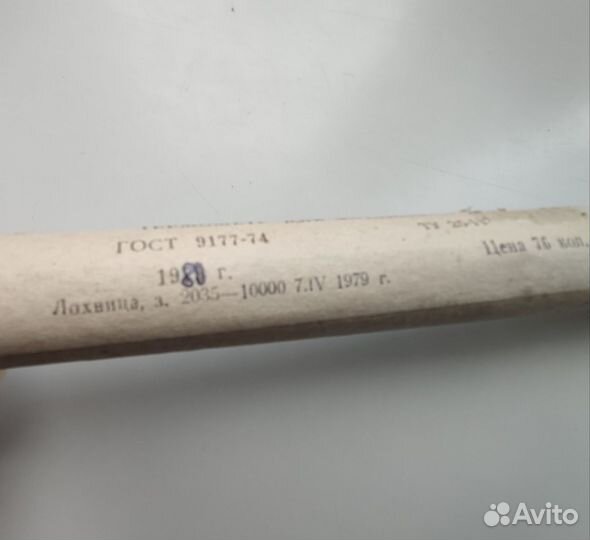 ГОСТ 9177-74
Цена 76 коп.
1980 г.
Лохвица, з. 2035—10000 7.IV 1979 г.
Avito